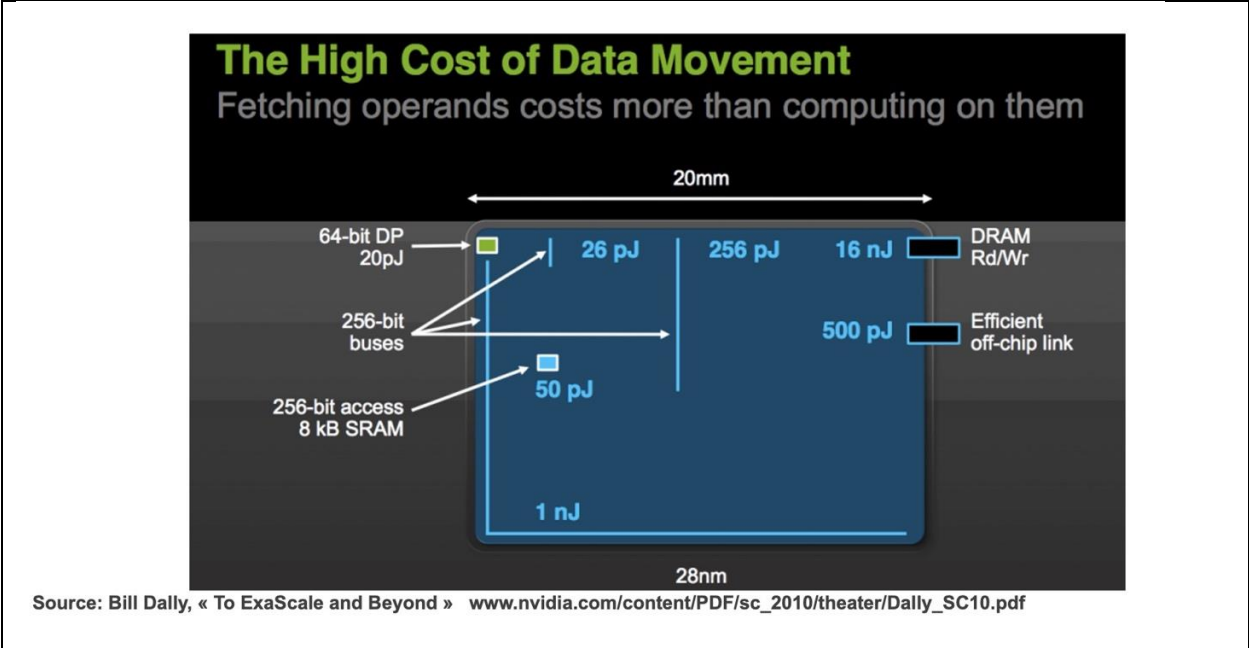 The High Cost of Data Movement
Fetching operands costs more than computing on them
20mm
64-bit DP
20pJ
26 pJ
256 pJ
16 nJ
DRAM
Rd/Wr
256-bit
buses
500 pJ
Efficient
off-chip link
50 pJ
256-bit access
8 kB SRAM
1 nJ
28nm
Source: Bill Dally, « To ExaScale and Beyond » www.nvidia.com/content/PDF/sc_2010/theater/Dally_SC10.pdf